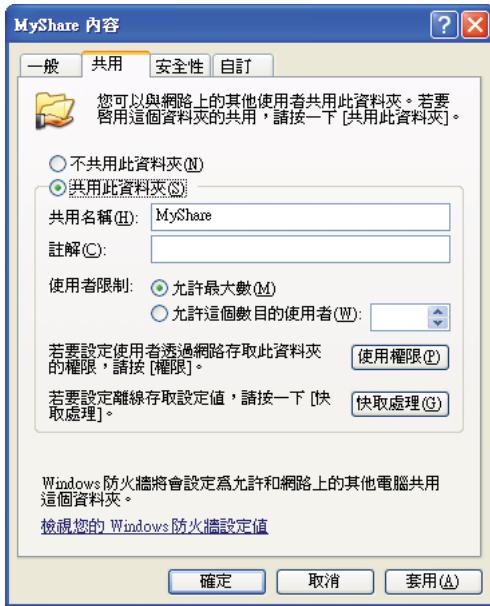 MyShare 內容
一般 共用 安全性 自訂
您可以與網路上的其他使用者共用此資料夾。若要
啓用這個資料夾的共用，請按一下 [共用此資料夾]。
不共用此資料夾(N)
共用此資料夾(S)
共用名稱(H): MyShare
註解(C):
使用者限制: 允許最大數(M)
允許這個數目的使用者(W):
若要設定使用者透過網路存取此資料夾
的權限，請按 [權限]。
使用權限(P)
若要設定離線存取設定值，請按一下 [快
取處理]。
快取處理(G)
Windows 防火牆將會設定爲允許和網路上的其他電腦共用
這個資料夾。
檢視您的 Windows 防火牆設定值
確定 取消 套用(A)